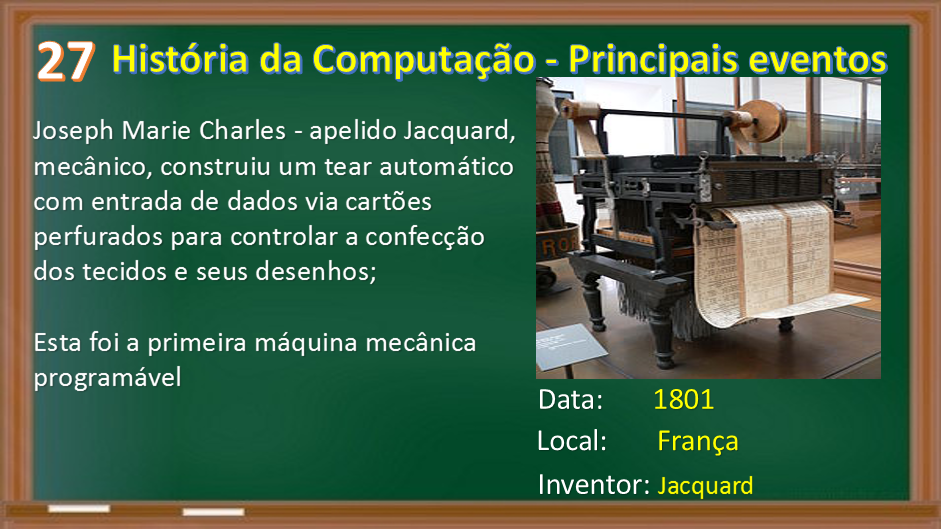 27 História da Computação - Principais eventos
Joseph Marie Charles - apelido Jacquard,
mecânico, construiu um tear automático
com entrada de dados via cartões
perfurados para controlar a confecção
dos tecidos e seus desenhos;
Esta foi a primeira máquina mecânica
programável
Data: 1801
Local: França
Inventor: Jacquard